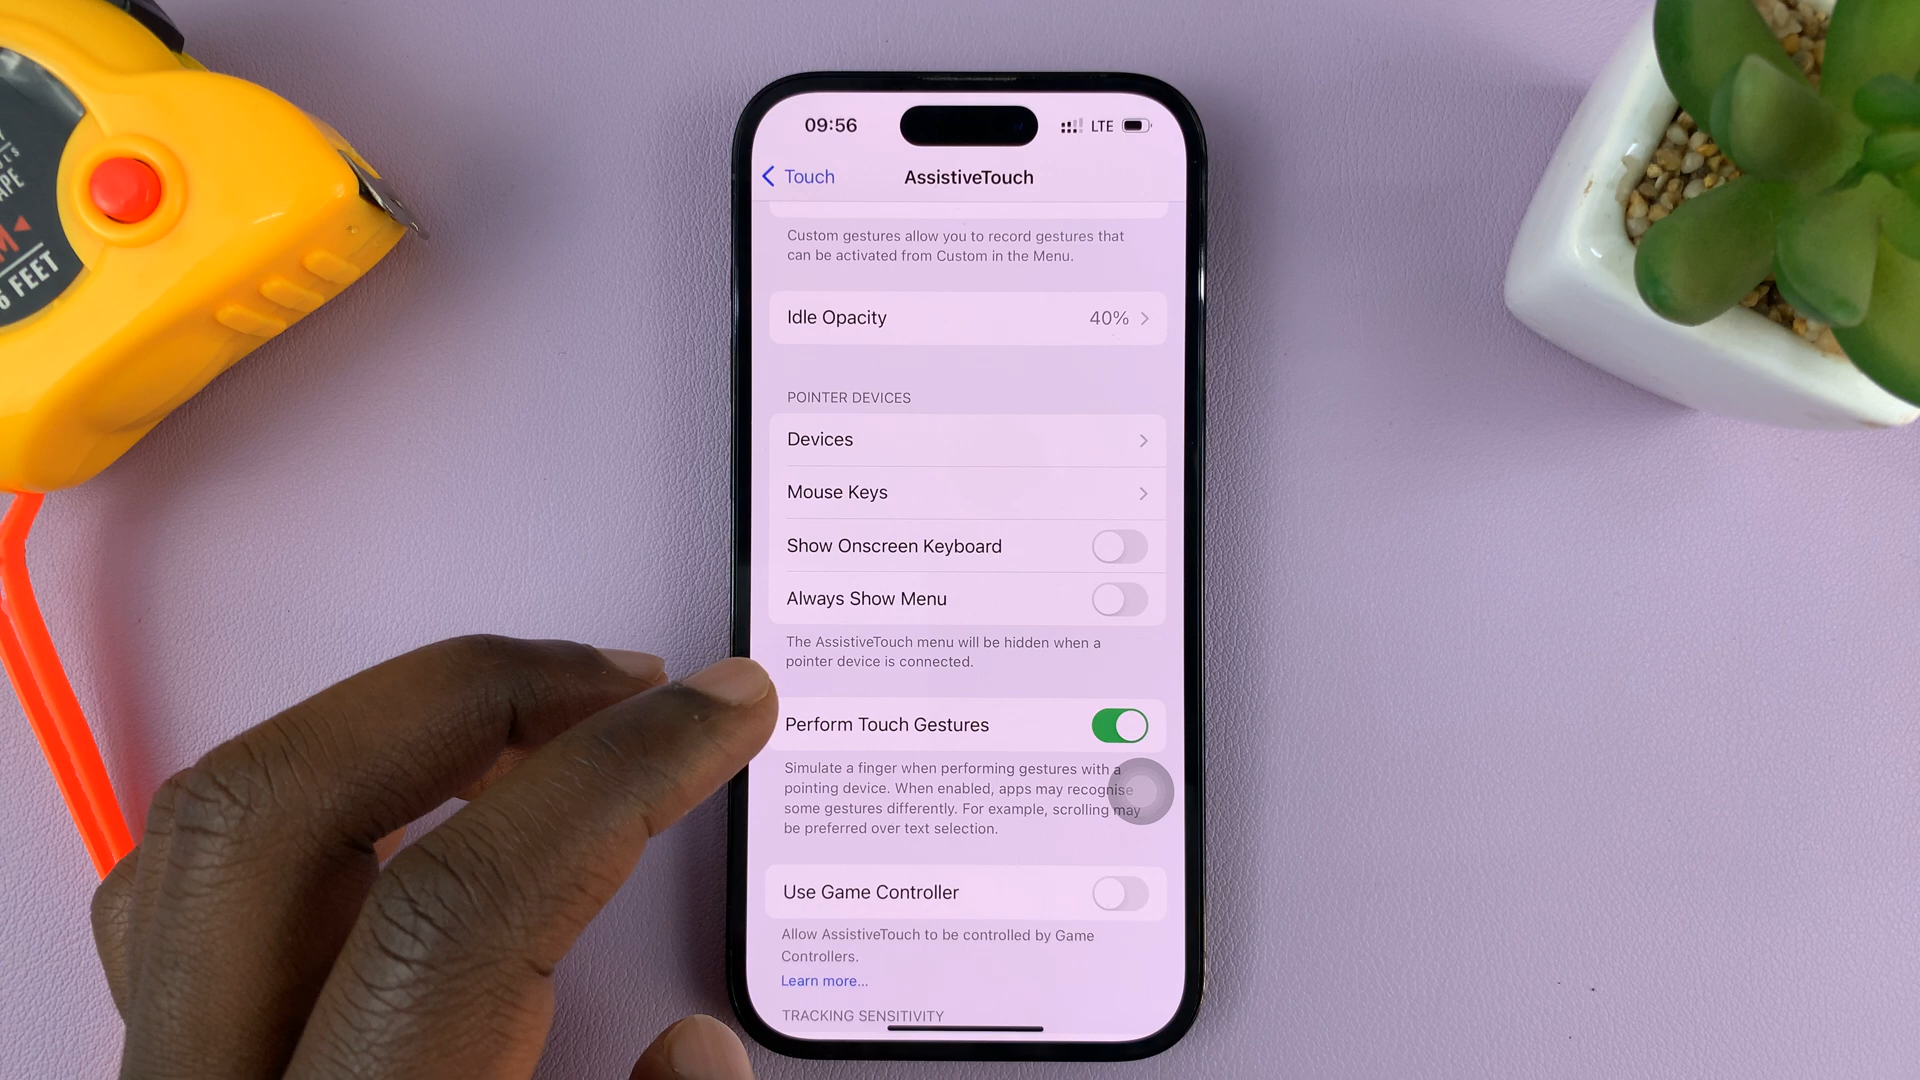 09:56
LTE
Touch
AssistiveTouch
Custom gestures allow you to record gestures that
can be activated from Custom in the Menu.
Idle Opacity 40%
POINTER DEVICES
Devices
Mouse Keys
Show Onscreen Keyboard
Always Show Menu
The AssistiveTouch menu will be hidden when a
pointer device is connected.
Perform Touch Gestures
Simulate a finger when performing gestures with a
pointing device. When enabled, apps may recognise
some gestures differently. For example, scrolling may
be preferred over text selection.
Use Game Controller
Allow AssistiveTouch to be controlled by Game
Controllers.
Learn more...
TRACKING SENSITIVITY
FEET